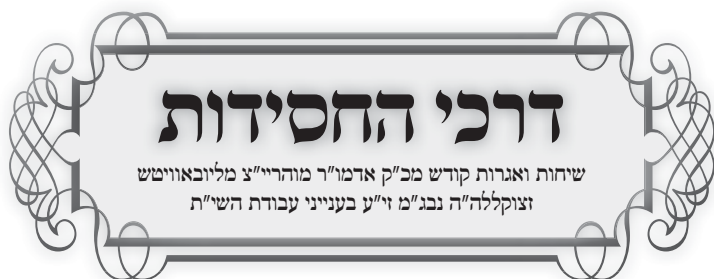 דרכי החסידות
שיחות ואגרות קודש מכ"ק אדמו"ר מוהריי"צ מליובאוויטש
זצוקללה"ה נבג"מ זי"ע בענייני עבודת השי"ת